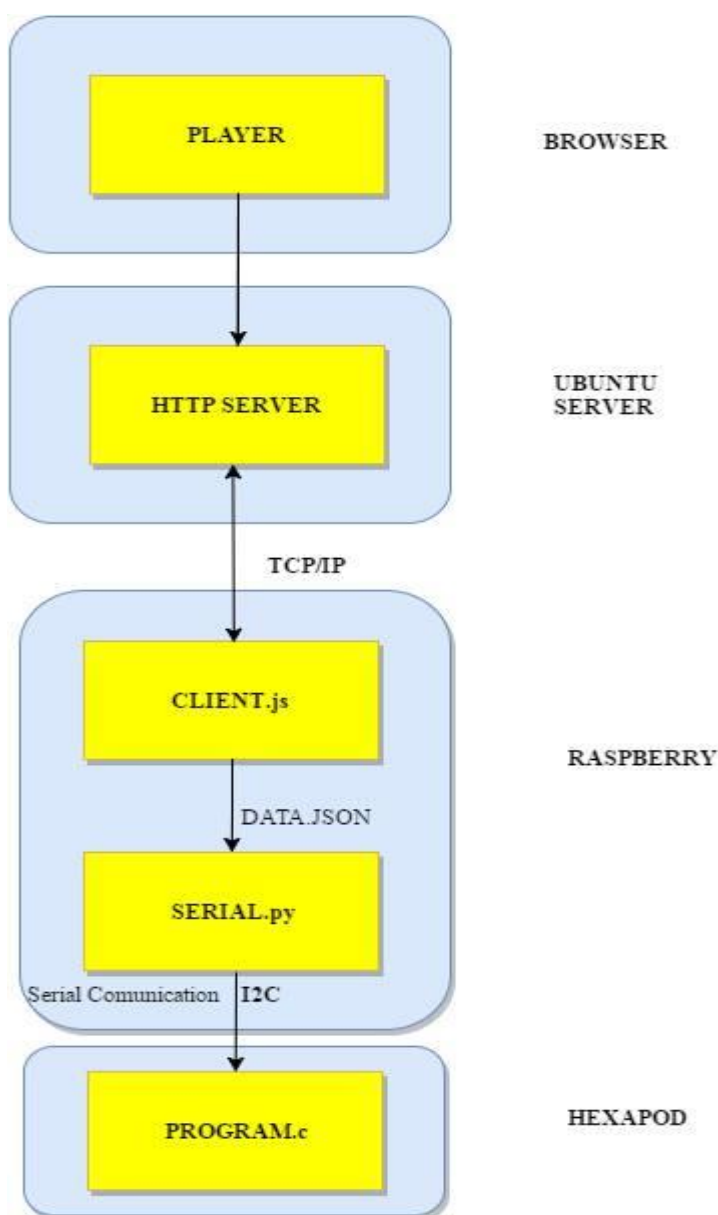 PLAYER
BROWSER
HTTP SERVER
UBUNTU
SERVER
TCP/IP
CLIENT.js
RASPBERRY
DATA.JSON
SERIAL.py
Serial Comunication I2C
PROGRAM.c
HEXAPOD